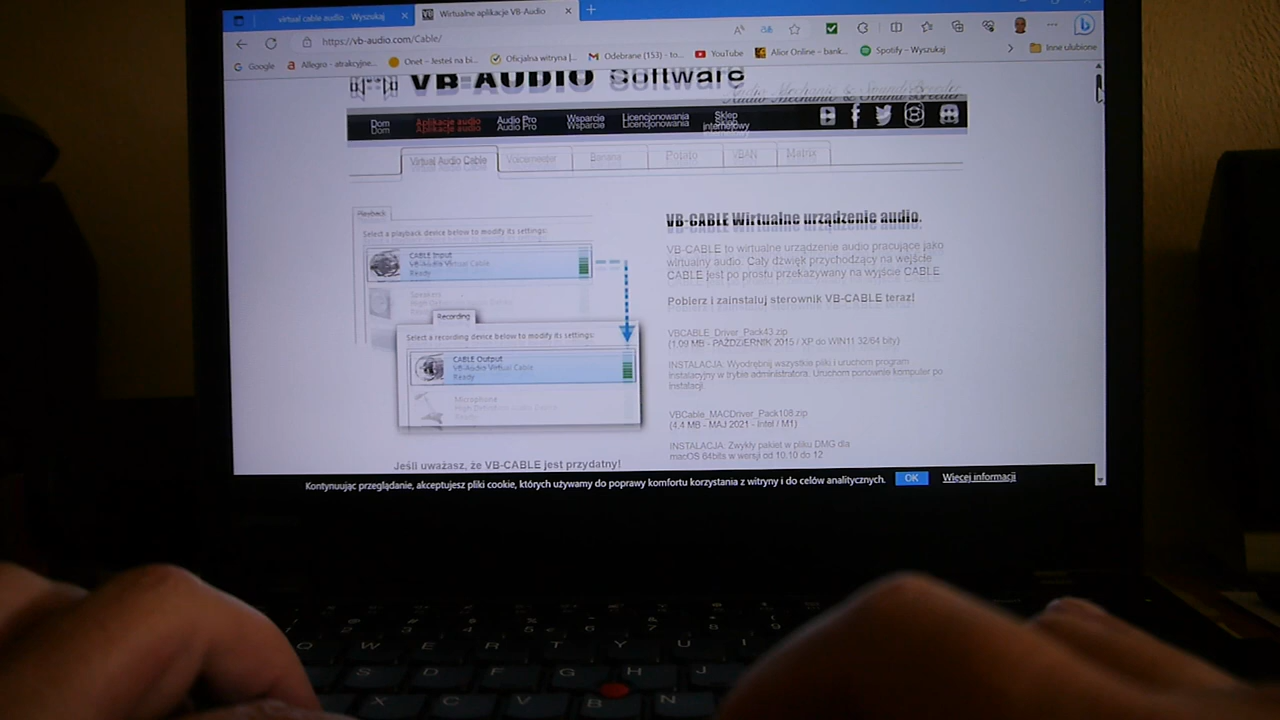 virtual cable audio - Wyszukaj
Wirtualne aplikacje VB-Audio
https://vb-audio.com/Cable/
Google
Allegro - atrakcyjne...
Onet – Jesteś na bi...
Oficjalna witryna |...
Odebrane (153) - to...
YouTube
Alior Online – bank...
Spotify – Wyszukaj
Inne ulubione
VB-AUDIO Software
Audio Mechanic & Sound Breeder
Dom
Aplikacje audio
Audio Pro
Wsparcie
Licencjonowania
Sklep
internetowy
Virtual Audio Cable
Voicemeeter
Banana
Potato
VBAN
Matrix
Playback
Select a playback device below to modify its settings:
CABLE Input
VB-Audio Virtual Cable
Ready
Speakers
Recording
Select a recording device below to modify its settings:
CABLE Output
VB-Audio Virtual Cable
Ready
Microphone
Jeśli uważasz, że VB-CABLE jest przydatny!
VB-CABLE Wirtualne urządzenie audio.
VB-CABLE to wirtualne urządzenie audio pracujące jako
wirtualny audio. Cały dźwięk przychodzący na wejście
CABLE jest po prostu przekazywany na wyjście CABLE.
Pobierz i zainstaluj sterownik VB-CABLE teraz!
VBCABLE_Driver_Pack43.zip
(1.09 MB - PAŹDZIERNIK 2015 / XP do WIN11 32/64 bity)
INSTALACJA: Wyodrębnij wszystkie pliki i uruchom program
instalacyjny w trybie administratora. Uruchom ponownie komputer po
instalacji.
VBCable_MACDriver_Pack108.zip
(4,4 MB - MAJ 2021 - Intel / M1)
INSTALACJA: Zwykły pakiet w pliku DMG dla
macOS 64bits w wersji od 10.10 do 12
Kontynuując przeglądanie, akceptujesz pliki cookie, których używamy do poprawy komfortu korzystania z witryny i do celów analitycznych.
OK
Więcej informacji
Q W E R T Y U I
S D F G H J
X C V B N